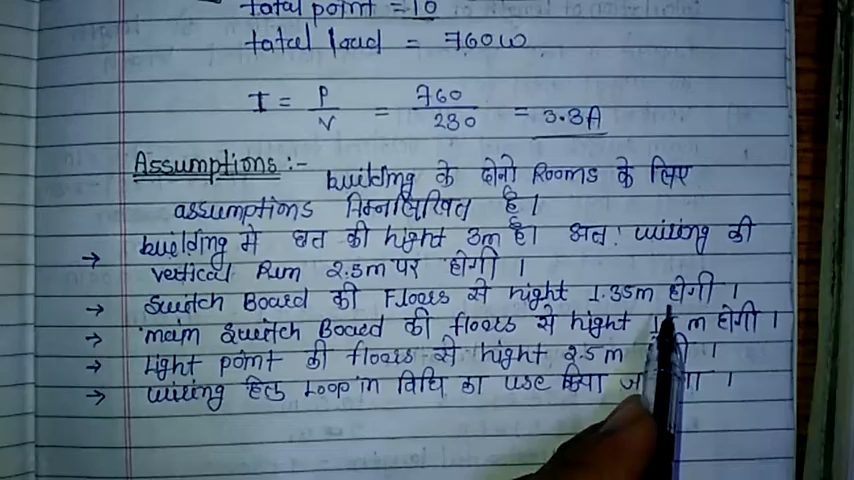 total point = 10
total load = 760w
I = P/V = 760/230 = 3.3A
Assumptions :-
building के दोनो Rooms के लिए
assumptions निम्नलिखित है।
→ building मे छत की hight 3m है। अतः wiring की
vertical Run 2.5m पर होगी।
→ Switch Board की Floors से hight 1.35m होगी।
→ main switch Board की floors से hight m होगी।
→ Light point की floors से hight 2.5m
→ wiring हेतु Loop in विधि का use किया